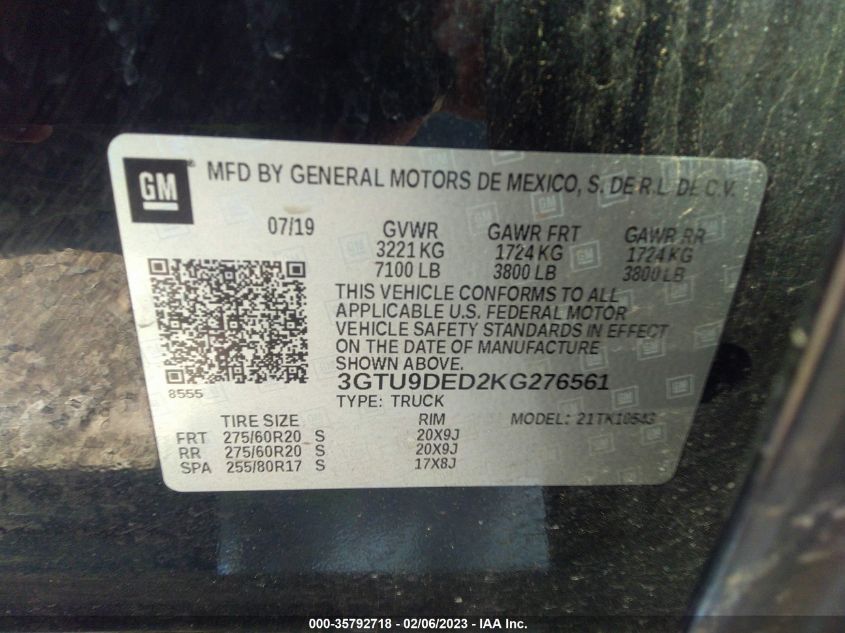 GM ® MFD BY GENERAL MOTORS DE MEXICO, S. DE R.L. DE C.V.
07/19 GVWR GAWR FRT GAWR RR
3221 KG 1724 KG 1724 KG
7100 LB 3800 LB 3800 LB
THIS VEHICLE CONFORMS TO ALL
APPLICABLE U.S. FEDERAL MOTOR
VEHICLE SAFETY STANDARDS IN EFFECT
ON THE DATE OF MANUFACTURE
SHOWN ABOVE.
3GTU9DED2KG276561
8555 TYPE: TRUCK
TIRE SIZE RIM MODEL: 21TK10543
FRT 275/60R20 S 20X9J
RR 275/60R20 S 20X9J
SPA 255/80R17 S 17X8J
000-35792718 - 02/06/2023 - IAA Inc.